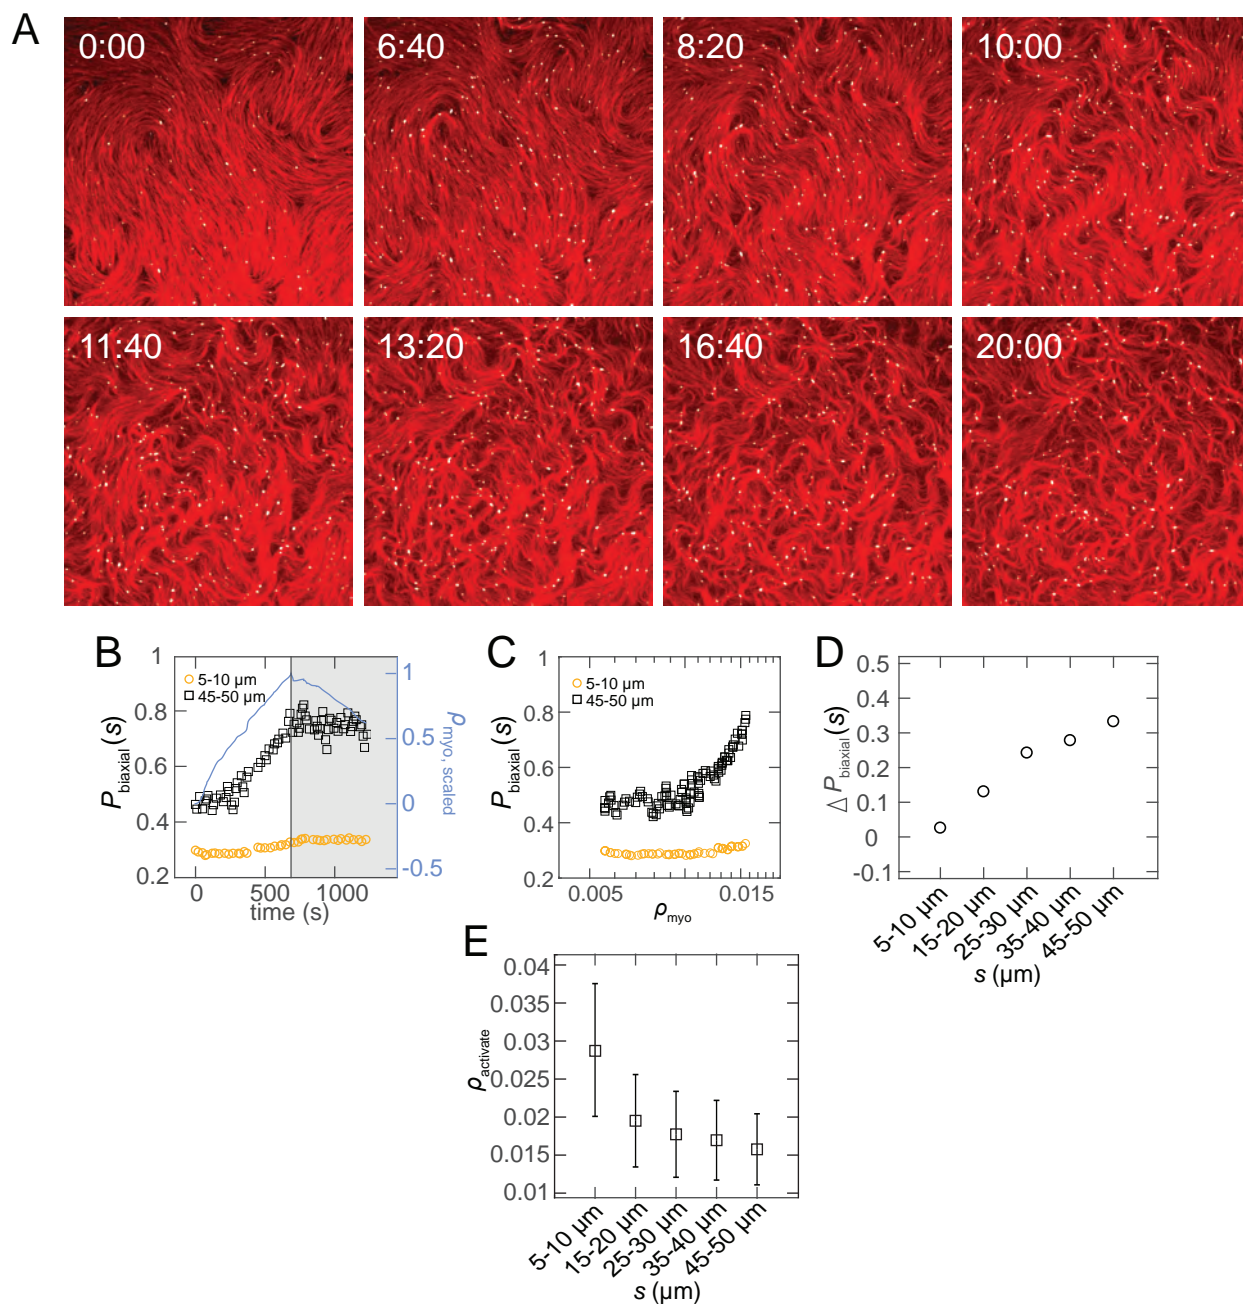 A
0:00
6:40
8:20
10:00
11:40
13:20
16:40
20:00
B
1
0.8
0.6
0.4
0.2
P biaxial (s)
5-10 µm
45-50 µm
1
0.5
0
-0.5
ρ myo, scaled
0 500 1000
time (s)
C
1
0.8
0.6
0.4
0.2
P biaxial (s)
5-10 µm
45-50 µm
0.005 0.015
ρ myo
D
0.5
0.4
0.3
0.2
0.1
0
-0.1
Δ P biaxial (s)
5-10 µm
15-20 µm
25-30 µm
35-40 µm
45-50 µm
s (µm)
E
0.04
0.035
0.03
0.025
0.02
0.015
0.01
ρ activate
5-10 µm
15-20 µm
25-30 µm
35-40 µm
45-50 µm
s (µm)